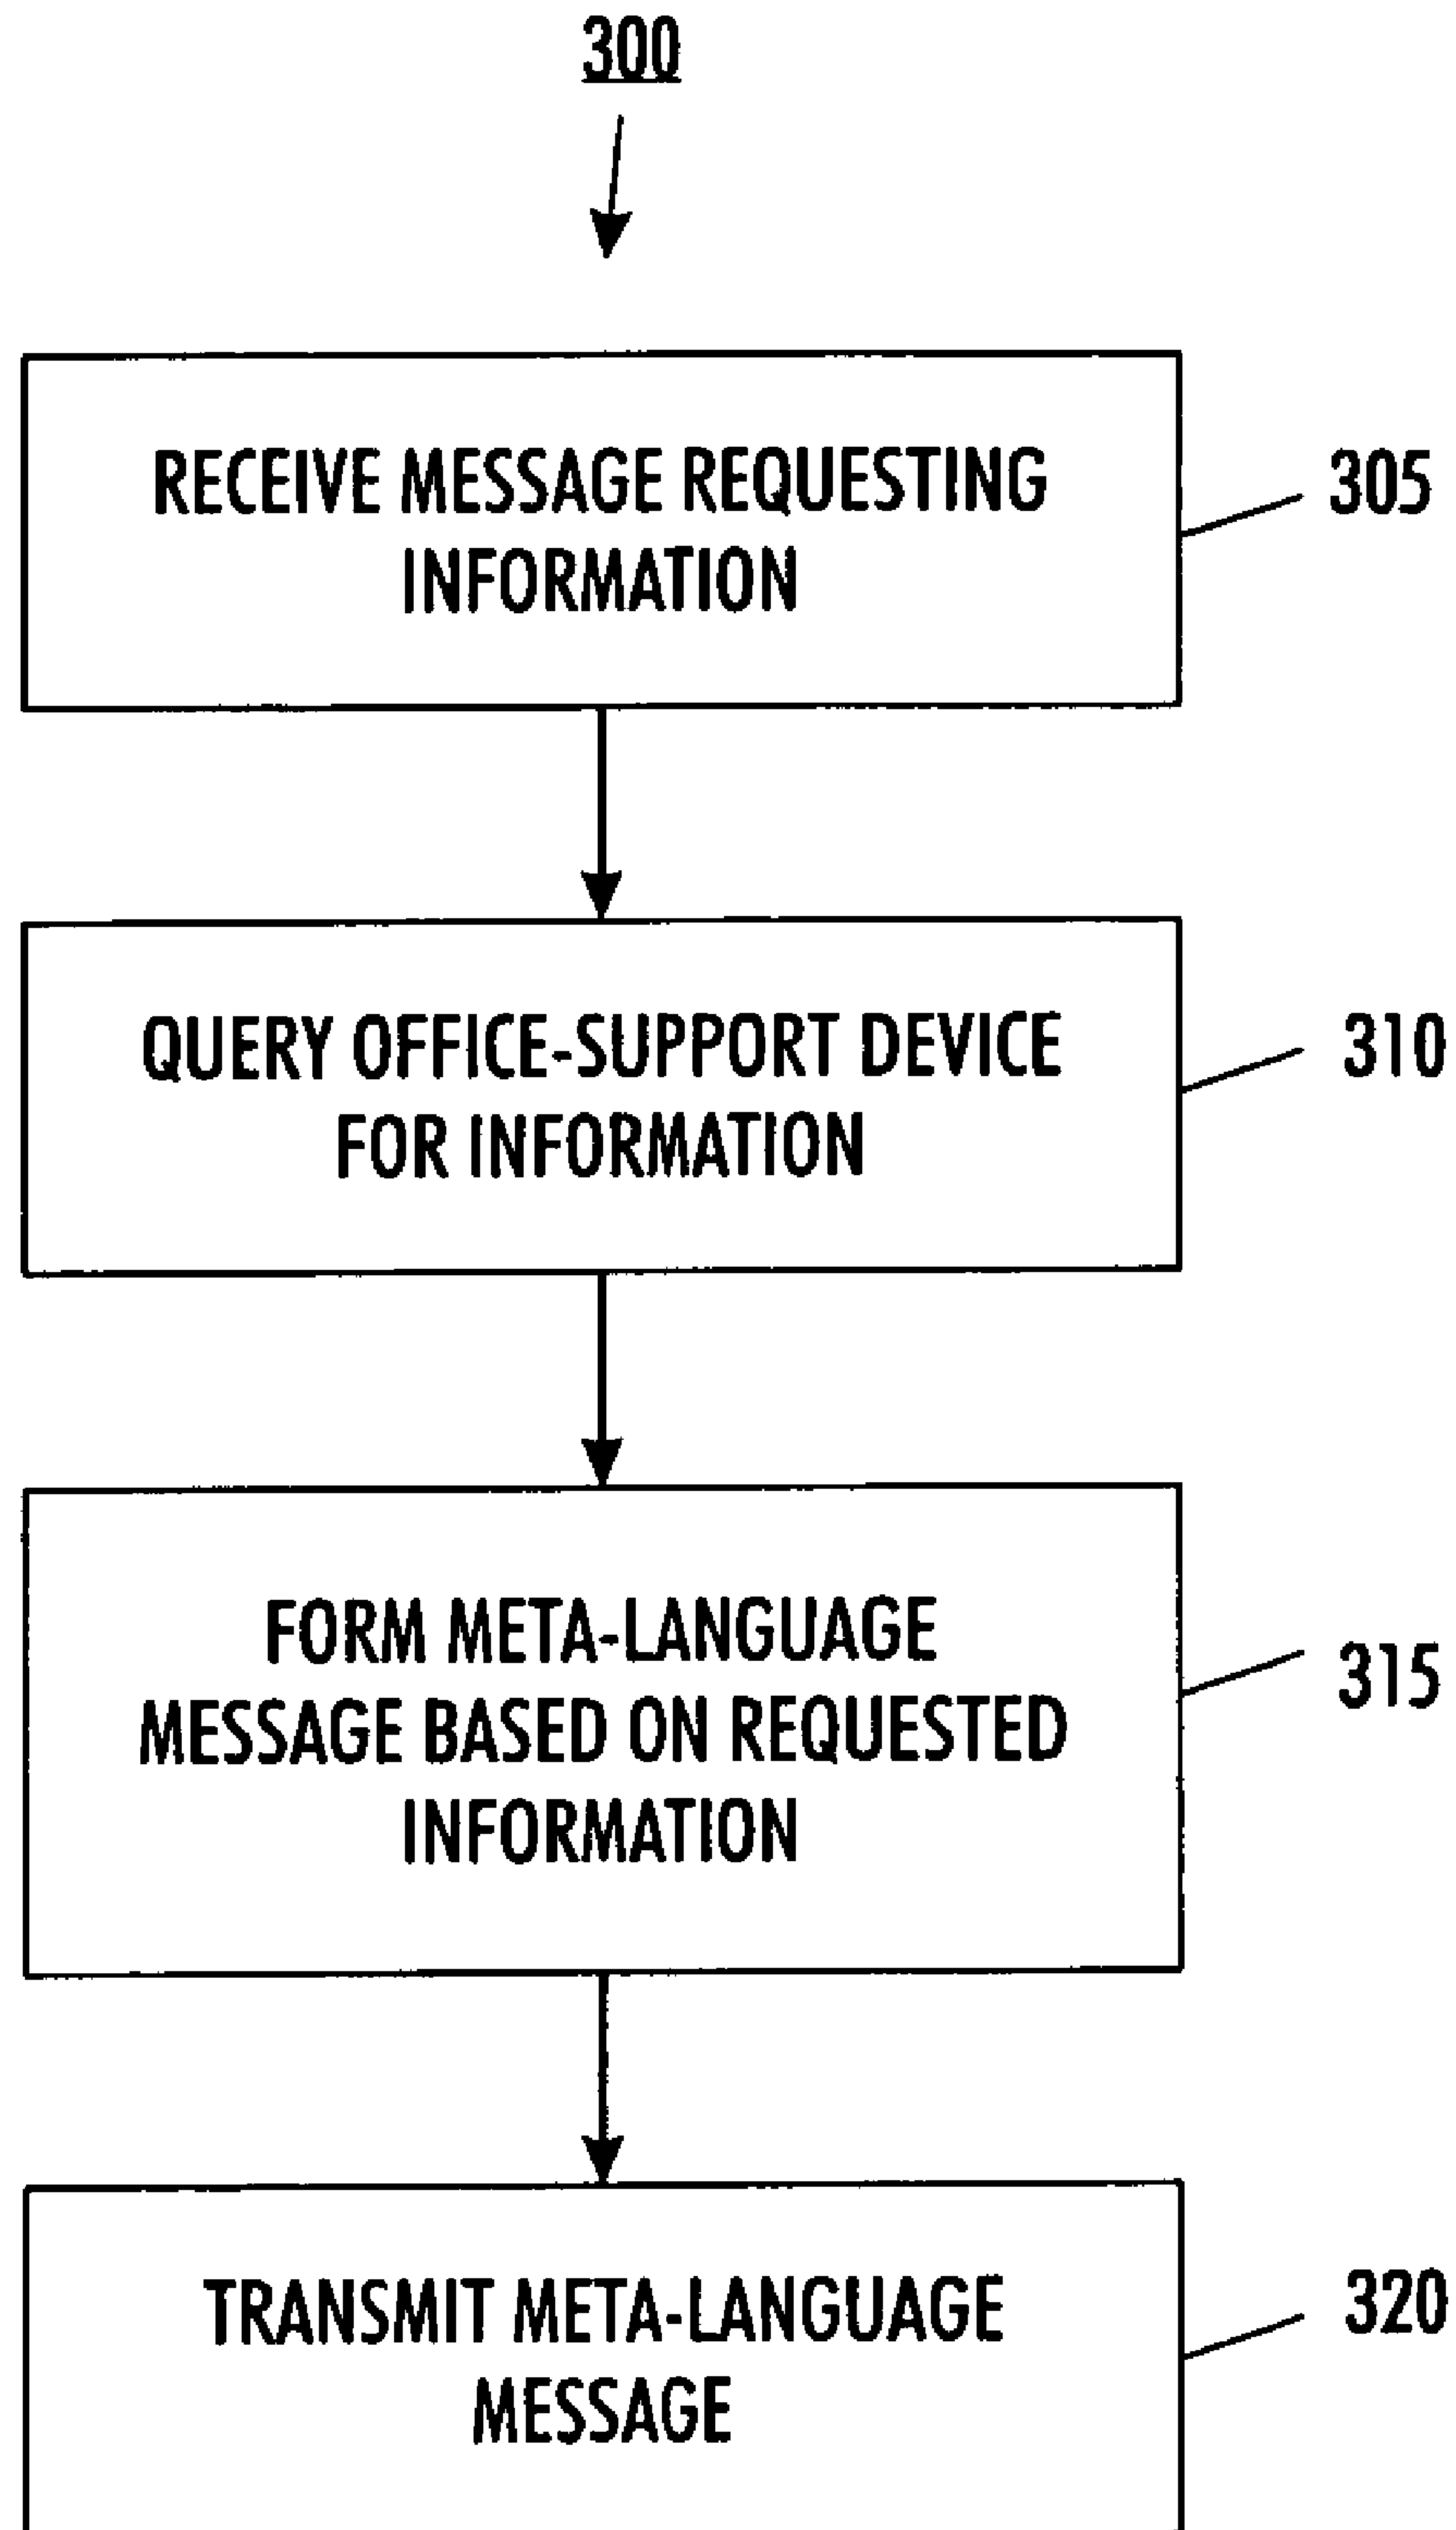 300
RECEIVE MESSAGE REQUESTING
INFORMATION
305
QUERY OFFICE-SUPPORT DEVICE
FOR INFORMATION
310
FORM META-LANGUAGE
MESSAGE BASED ON REQUESTED
INFORMATION
315
TRANSMIT META-LANGUAGE
MESSAGE
320